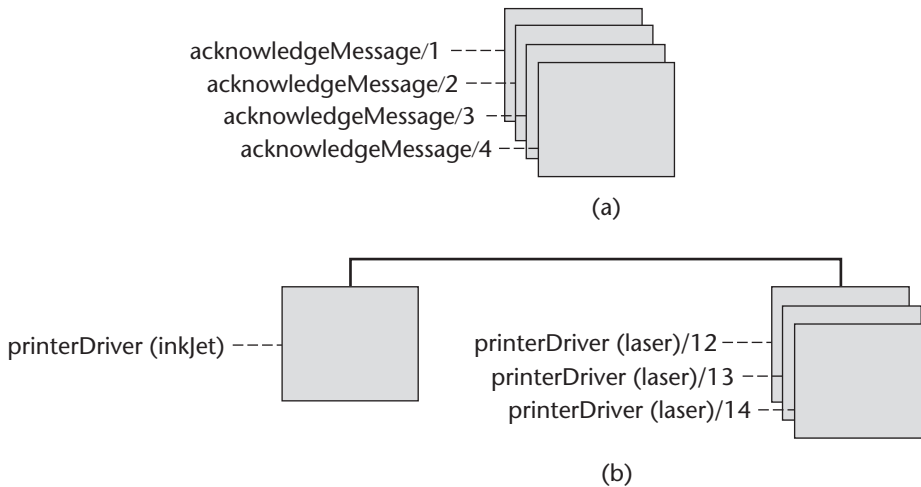 acknowledgeMessage/1
acknowledgeMessage/2
acknowledgeMessage/3
acknowledgeMessage/4
(a)
printerDriver (inkJet)
printerDriver (laser)/12
printerDriver (laser)/13
printerDriver (laser)/14
(b)